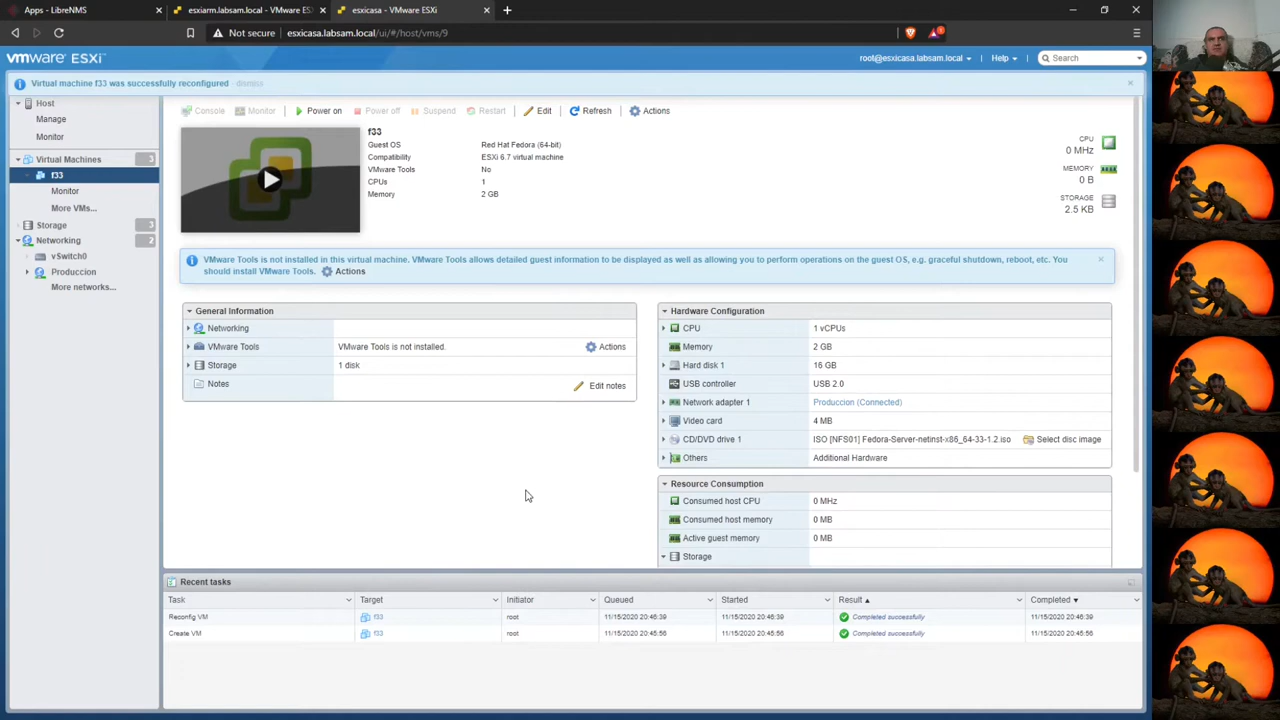 Apps - LibreNMS
esxiarm.labsam.local - VMware ES
esxicasa - VMware ESXi
Not secure
esxicasa.labsam.local/ui/#/host/vms/9
vmware ESXi
root@esxicasa.labsam.local
Help
Search
Virtual machine f33 was successfully reconfigured
dismiss
Host
Manage
Monitor
Virtual Machines 3
f33
Monitor
More VMs...
Storage 3
Networking 2
vSwitch0
Produccion
More networks...
Console
Monitor
Power on
Power off
Suspend
Restart
Edit
Refresh
Actions
f33
Guest OS Red Hat Fedora (64-bit)
Compatibility ESXi 6.7 virtual machine
VMware Tools No
CPUs 1
Memory 2 GB
CPU
0 MHz
MEMORY
0 B
STORAGE
2.5 KB
VMware Tools is not installed in this virtual machine. VMware Tools allows detailed guest information to be displayed as well as allowing you to perform operations on the guest OS, e.g. graceful shutdown, reboot, etc. You
should install VMware Tools. Actions
General Information
Networking
VMware Tools VMware Tools is not installed. Actions
Storage 1 disk
Notes Edit notes
Hardware Configuration
CPU 1 vCPUs
Memory 2 GB
Hard disk 1 16 GB
USB controller USB 2.0
Network adapter 1 Produccion (Connected)
Video card 4 MB
CD/DVD drive 1 ISO [NFS01] Fedora-Server-netinst-x86_64-33-1.2.iso Select disc image
Others Additional Hardware
Resource Consumption
Consumed host CPU 0 MHz
Consumed host memory 0 MB
Active guest memory 0 MB
Storage
Recent tasks
Task Target Initiator Queued Started Result Completed
Reconfig VM f33 root 11/15/2020 20:46:39 11/15/2020 20:46:39 Completed successfully 11/15/2020 20:46:39
Create VM f33 root 11/15/2020 20:45:56 11/15/2020 20:45:56 Completed successfully 11/15/2020 20:45:56